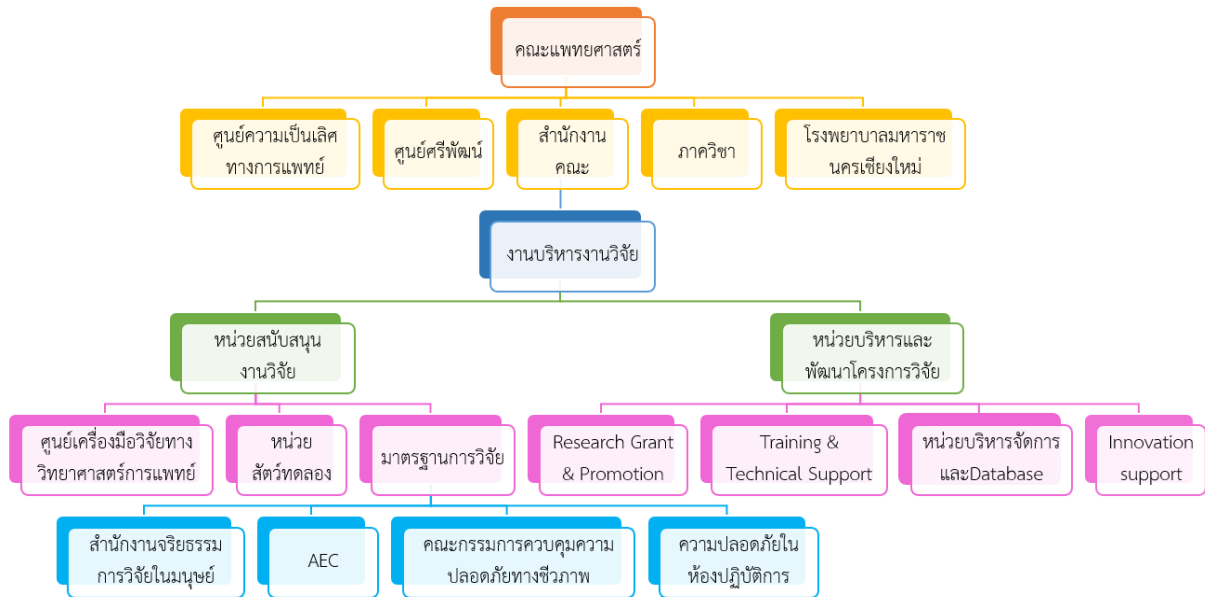 คณะแพทยศาสตร์
ศูนย์ความเป็นเลิศ
ทางการแพทย์
ศูนย์ศรีพัฒน์
สำนักงาน
คณะ
ภาควิชา
โรงพยาบาลมหาราช
นครเชียงใหม่
งานบริหารงานวิจัย
หน่วยสนับสนุน
งานวิจัย
หน่วยบริหารและ
พัฒนาโครงการวิจัย
ศูนย์เครื่องมือวิจัยทาง
วิทยาศาสตร์การแพทย์
หน่วย
สัตว์ทดลอง
มาตรฐานการวิจัย
Research Grant
& Promotion
Training &
Technical Support
หน่วยบริหารจัดการ
และDatabase
Innovation
support
สำนักงานจริยธรรม
การวิจัยในมนุษย์
AEC
คณะกรรมการควบคุมความ
ปลอดภัยทางชีวภาพ
ความปลอดภัยใน
ห้องปฏิบัติการ